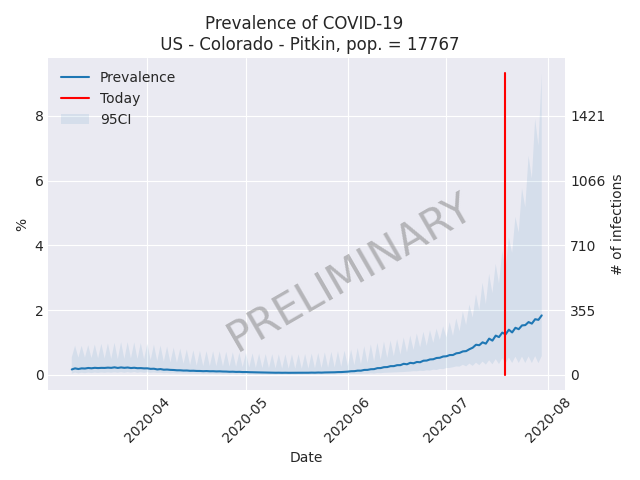 Prevalence of COVID-19
US - Colorado - Pitkin, pop. = 17767
Prevalence
Today
95CI
PRELIMINARY
%
8
6
4
2
0
# of infections
1421
1066
710
355
0
2020-04
2020-05
2020-06
2020-07
2020-08
Date